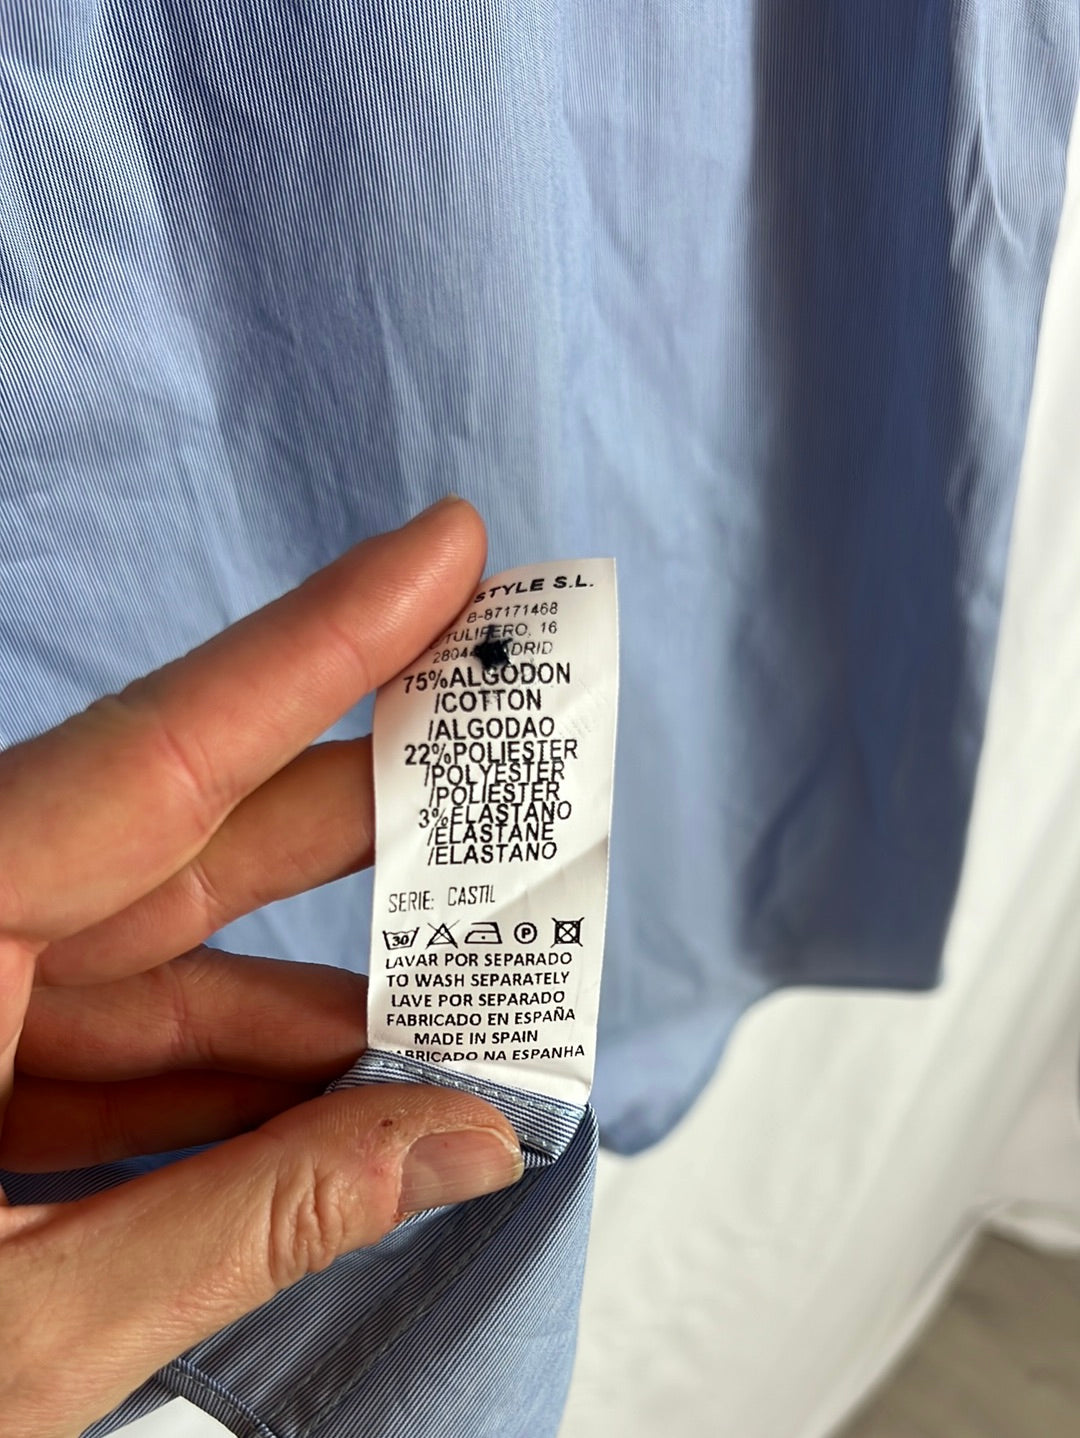 STYLE S.L.
B-87171468
TULIPERO, 16
75%ALGODON
/COTTON
/ALGODAO
22%POLIESTER
/POLYESTER
/POLIESTER
3%ELASTANO
/ELASTANE
/ELASTANO
SERIE: CASTIL
30 P
LAVAR POR SEPARADO
TO WASH SEPARATELY
LAVE POR SEPARADO
FABRICADO EN ESPAÑA
MADE IN SPAIN
FABRICADO NA ESPANHA